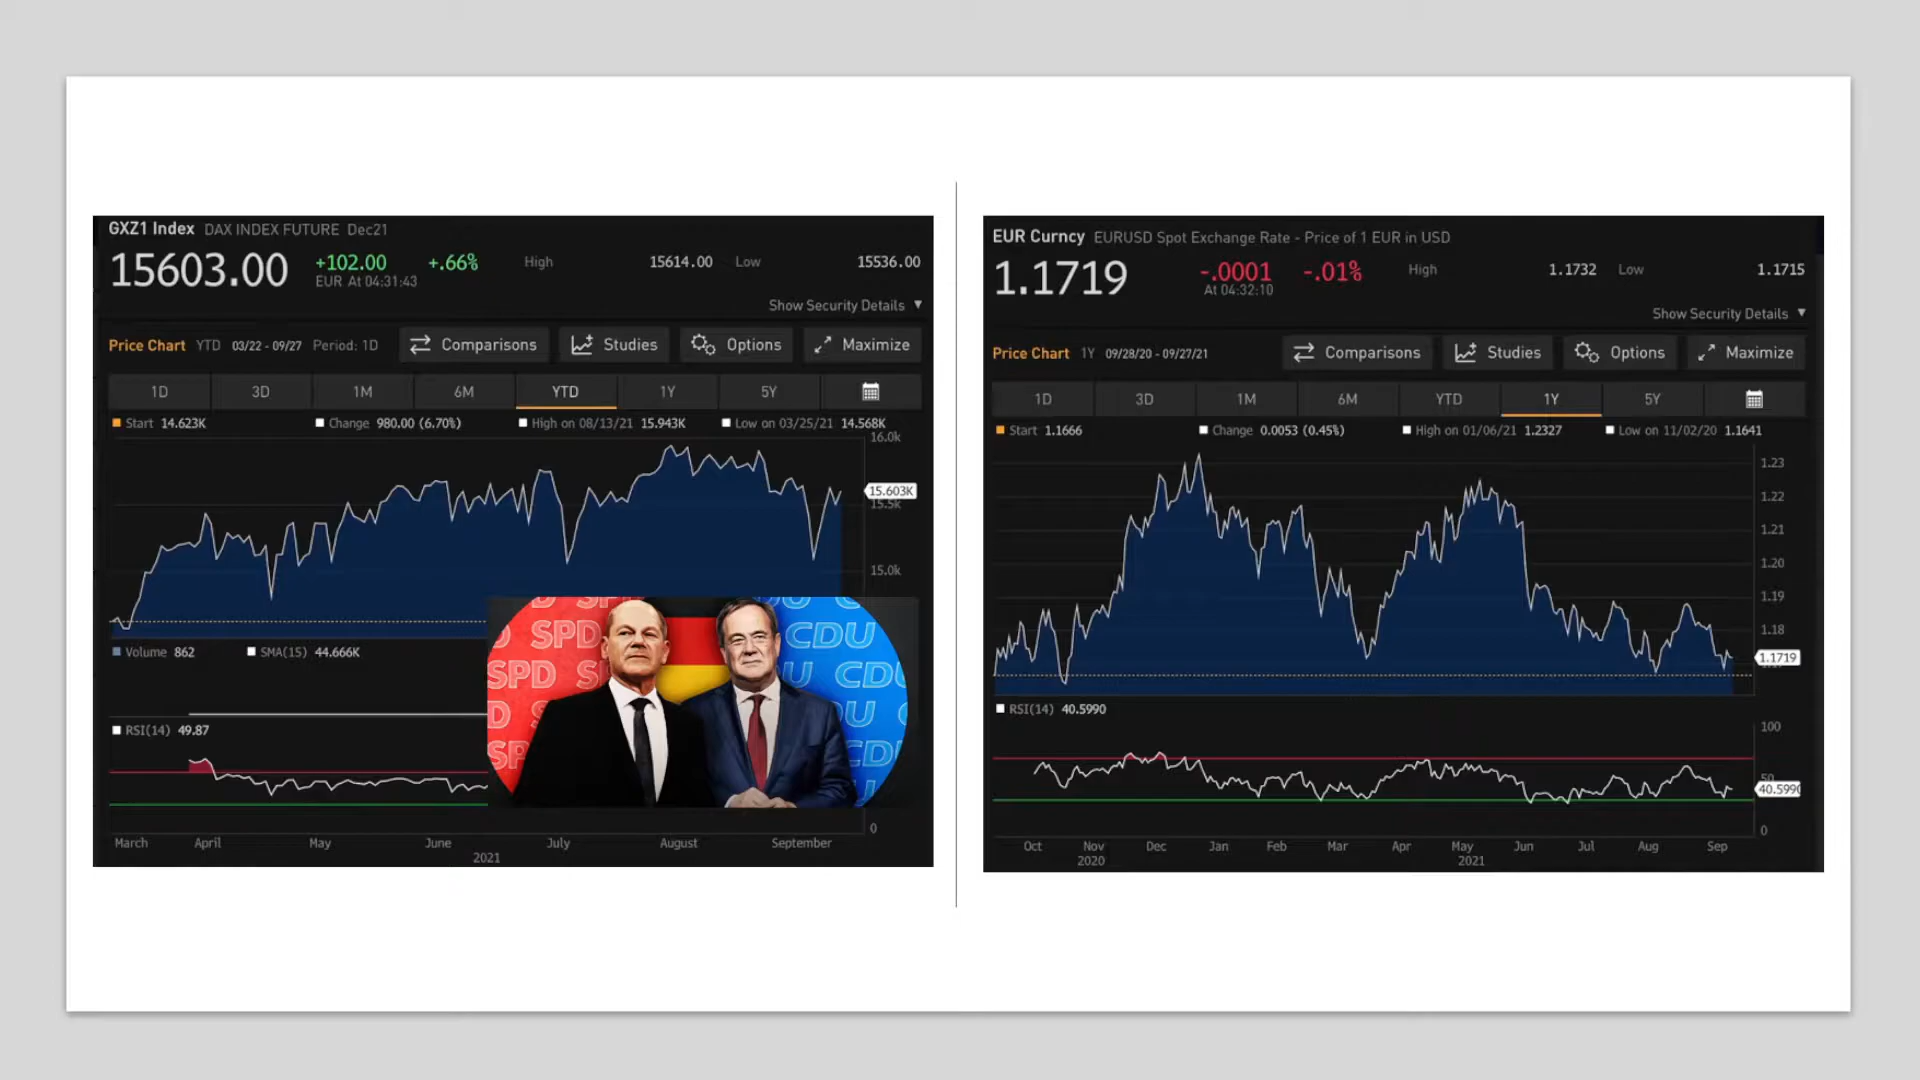 GXZ1 Index DAX INDEX FUTURE Dec21
15603.00 +102.00 +.66% High 15614.00 Low 15536.00
EUR At 04:31:43
Show Security Details ▼
Price Chart YTD 03/22 - 09/27 Period: 1D Comparisons Studies Options Maximize
1D 3D 1M 6M YTD 1Y 5Y
Start 14.623K Change 980.00 (6.70%) High on 08/13/21 15.943K Low on 03/25/21 14.568K
16.0k
15.603K
15.5k
15.0k
Volume 862 SMA(15) 44.666K
RSI(14) 49.87
0
March April May June July August September
2021
SPD SPD CDU
SPD CDU
EUR Curncy EURUSD Spot Exchange Rate - Price of 1 EUR in USD
1.1719 -.0001 -.01% High 1.1732 Low 1.1715
At 04:32:10
Show Security Details ▼
Price Chart 1Y 09/28/20 - 09/27/21 Comparisons Studies Options Maximize
1D 3D 1M 6M YTD 1Y 5Y
Start 1.1666 Change 0.0053 (0.45%) High on 01/06/21 1.2327 Low on 11/02/20 1.1641
1.23
1.22
1.21
1.20
1.19
1.18
1.1719
RSI(14) 40.5990
100
50
40.5990
0
Oct Nov Dec Jan Feb Mar Apr May Jun Jul Aug Sep
2020 2021